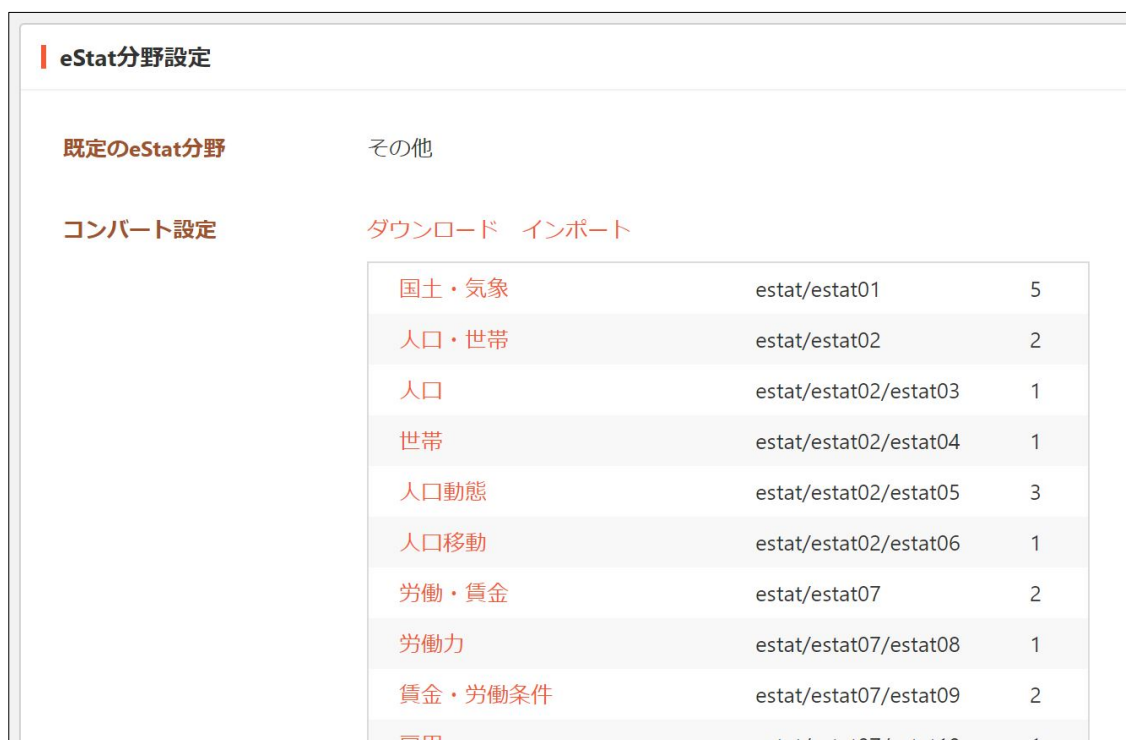 eStat分野設定
既定のeStat分野 その他
コンバート設定 ダウンロード インポート
国土・気象 estat/estat01 5
人口・世帯 estat/estat02 2
人口 estat/estat02/estat03 1
世帯 estat/estat02/estat04 1
人口動態 estat/estat02/estat05 3
人口移動 estat/estat02/estat06 1
労働・賃金 estat/estat07 2
労働力 estat/estat07/estat08 1
賃金・労働条件 estat/estat07/estat09 2